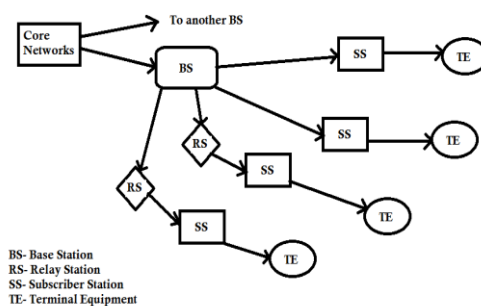 Core
Networks
To another BS
BS
SS
TE
SS
TE
RS
SS
TE
RS
SS
TE
BS- Base Station
RS- Relay Station
SS- Subscriber Station
TE- Terminal Equipment